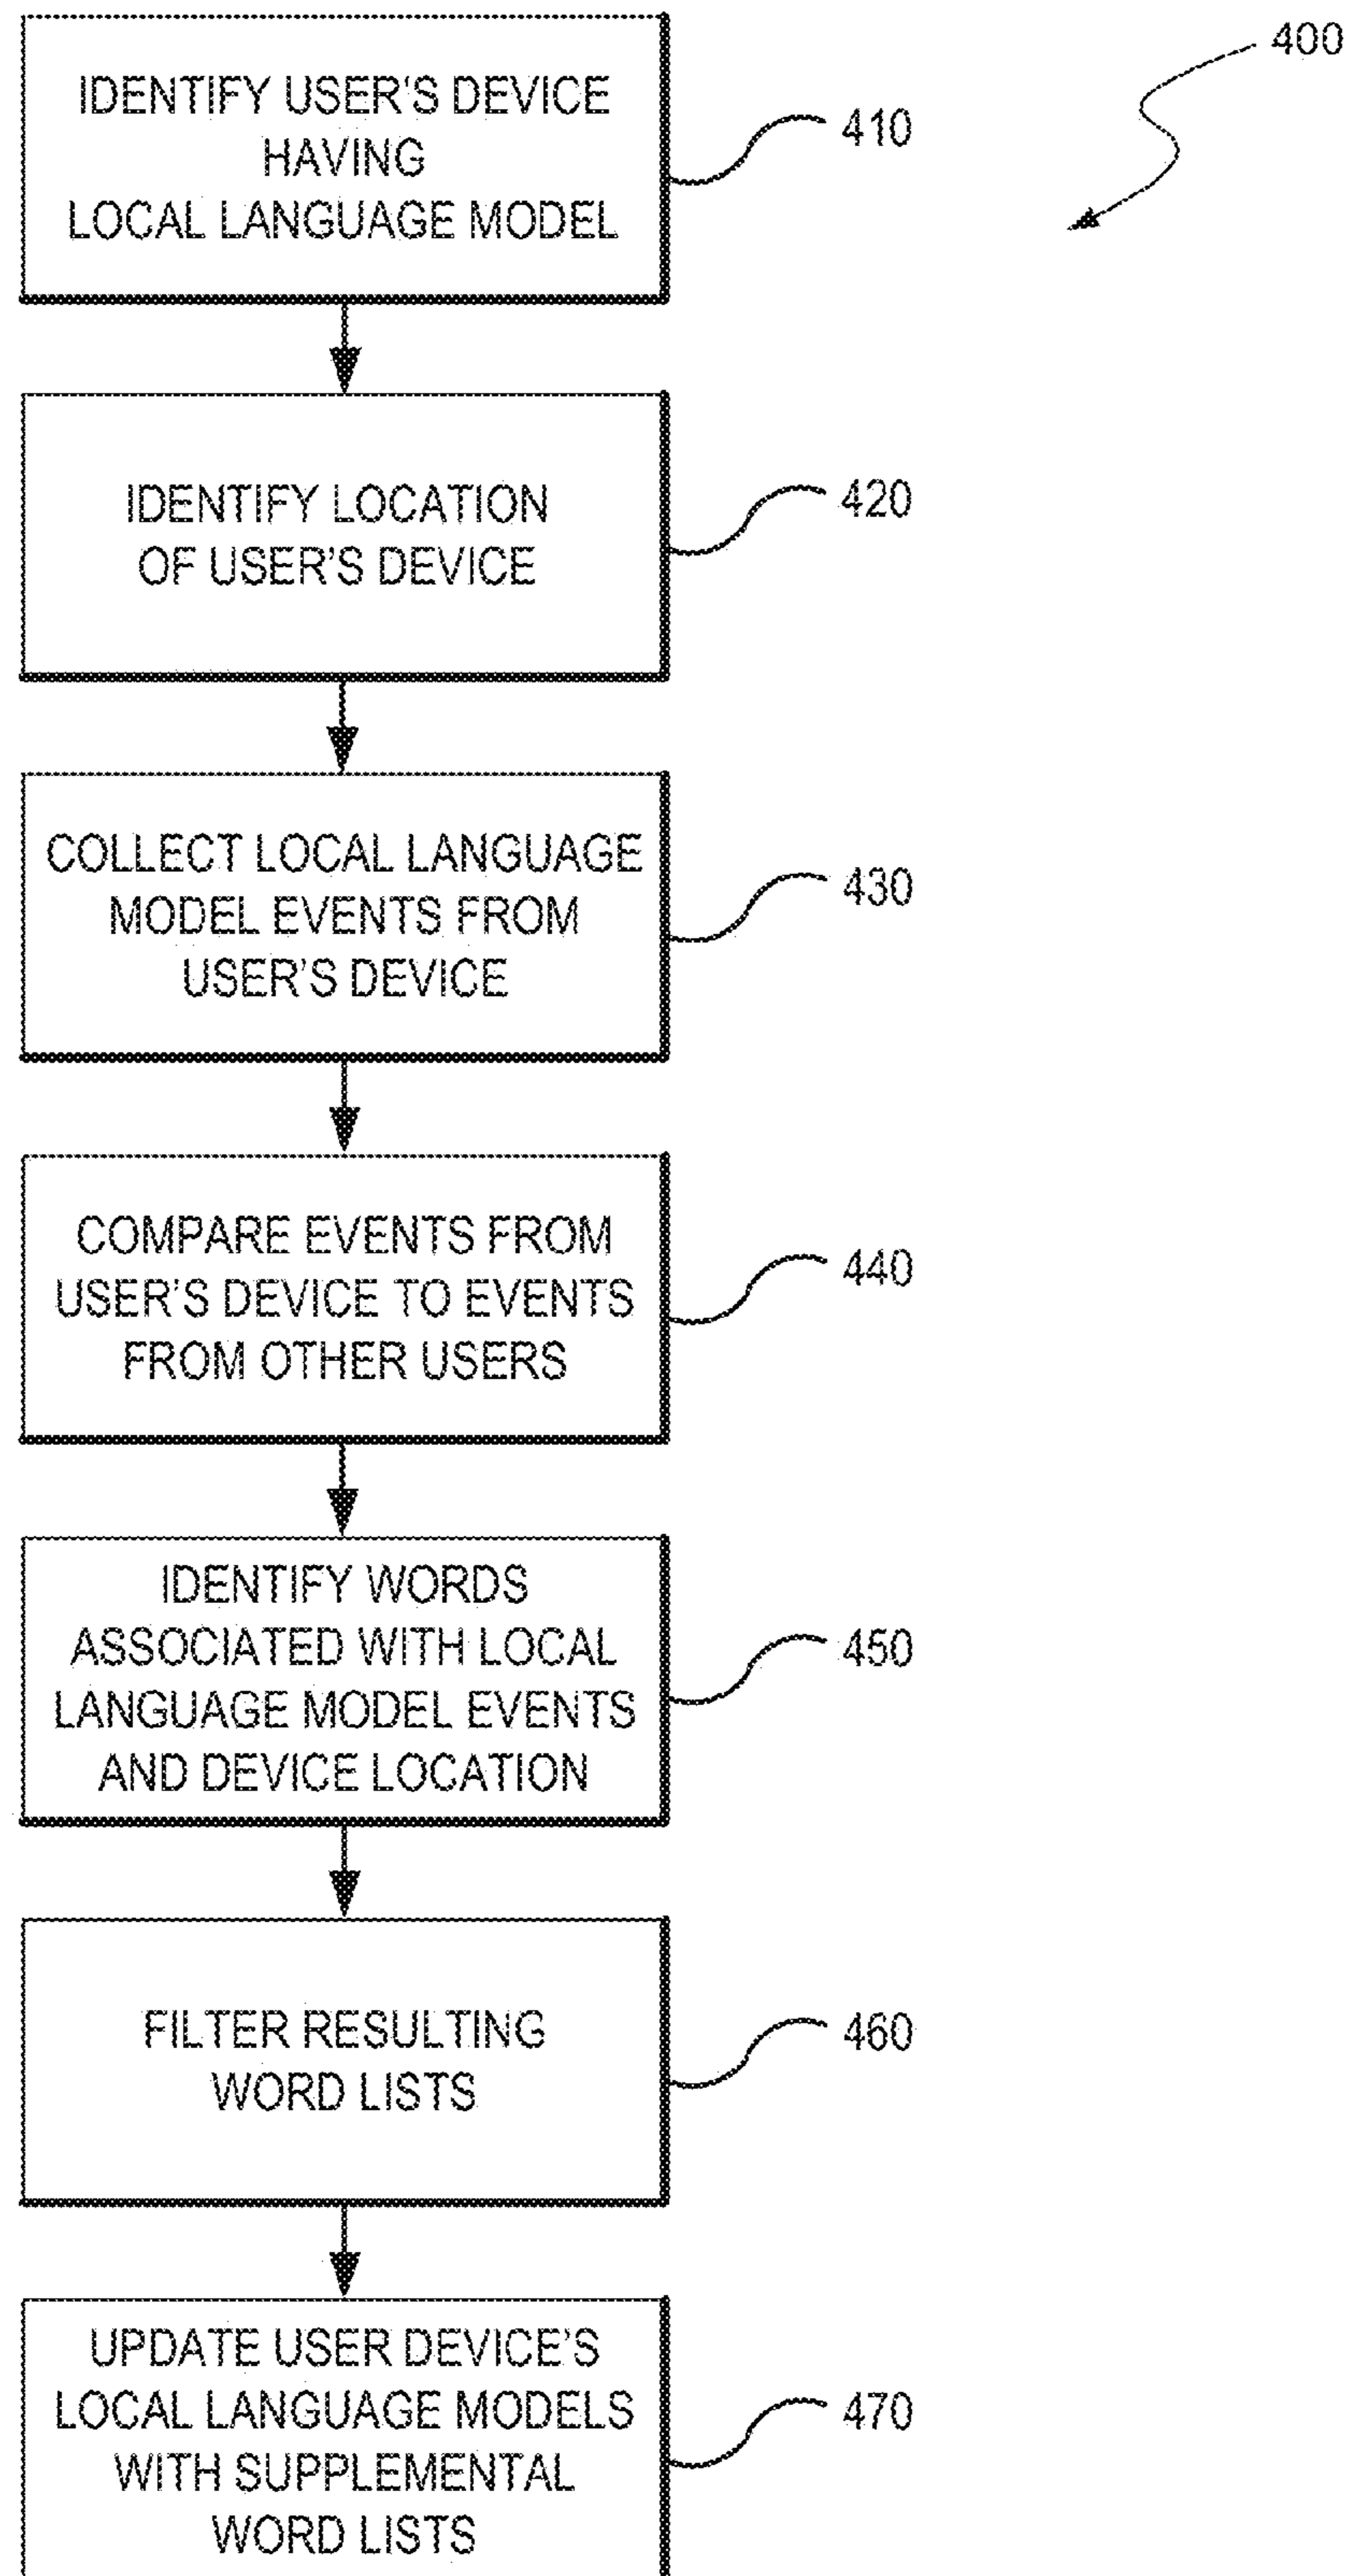 400
IDENTIFY USER'S DEVICE
HAVING
LOCAL LANGUAGE MODEL
410
IDENTIFY LOCATION
OF USER'S DEVICE
420
COLLECT LOCAL LANGUAGE
MODEL EVENTS FROM
USER'S DEVICE
430
COMPARE EVENTS FROM
USER'S DEVICE TO EVENTS
FROM OTHER USERS
440
IDENTIFY WORDS
ASSOCIATED WITH LOCAL
LANGUAGE MODEL EVENTS
AND DEVICE LOCATION
450
FILTER RESULTING
WORD LISTS
460
UPDATE USER DEVICE'S
LOCAL LANGUAGE MODELS
WITH SUPPLEMENTAL
WORD LISTS
470